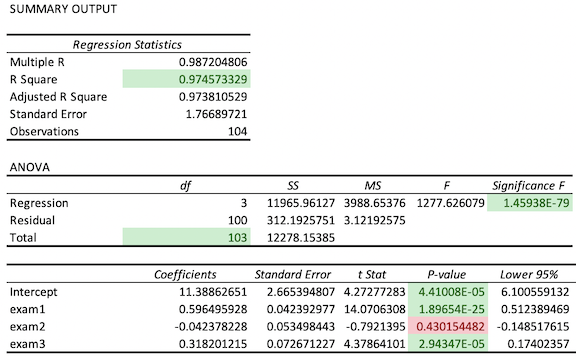 SUMMARY OUTPUT
Regression Statistics
Multiple R 0.987204806
R Square 0.974573329
Adjusted R Square 0.973810529
Standard Error 1.76689721
Observations 104
ANOVA
df SS MS F Significance F
Regression 3 11965.96127 3988.65376 1277.626079 1.45938E-79
Residual 100 312.1925751 3.12192575
Total 103 12278.15385
Coefficients Standard Error t Stat P-value Lower 95%
Intercept 11.38862651 2.665394807 4.27277283 4.41008E-05 6.100559132
exam1 0.596495928 0.042392977 14.0706308 1.89654E-25 0.512389469
exam2 -0.042378228 0.053498443 -0.7921395 0.430154482 -0.148517615
exam3 0.318201215 0.072671227 4.37864101 2.94347E-05 0.17402357